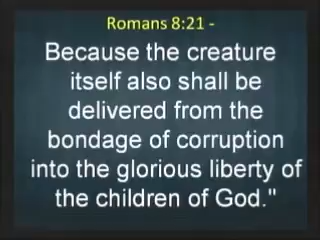 Romans 8:21 -
Because the creature
itself also shall be
delivered from the
bondage of corruption
into the glorious liberty of
the children of God."